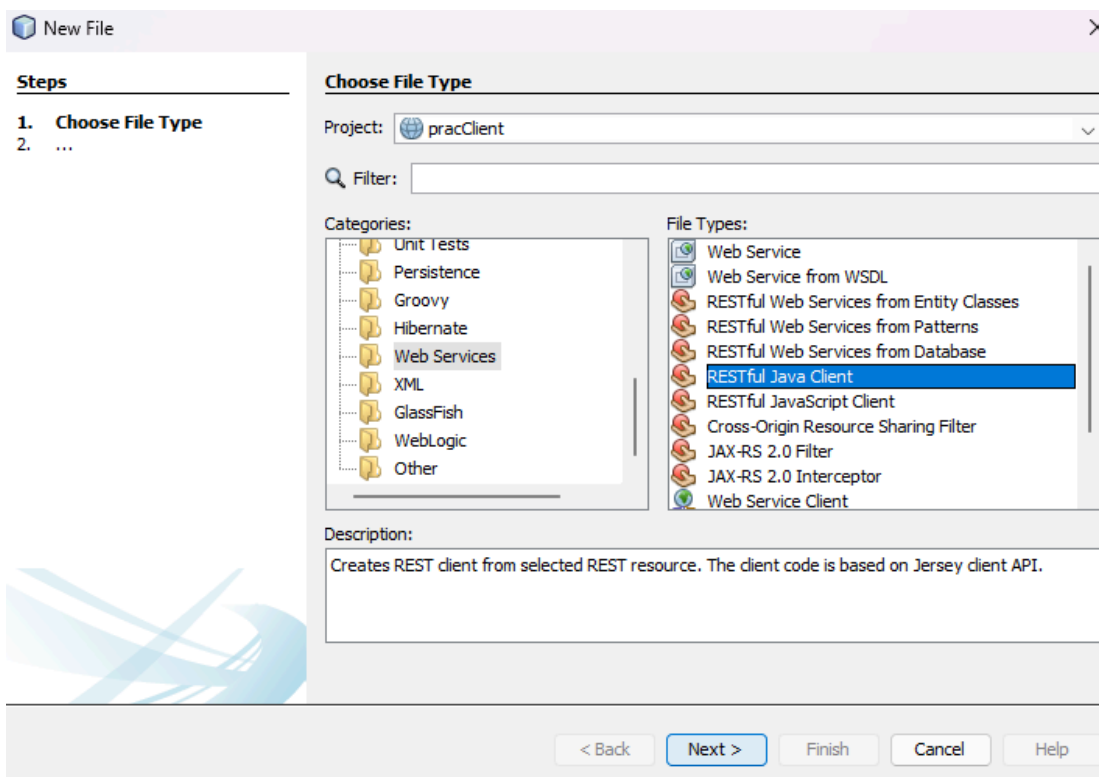 New File
Steps
1. Choose File Type
2. ...
Choose File Type
Project: pracClient
Filter:
Categories:
Unit Tests
Persistence
Groovy
Hibernate
Web Services
XML
GlassFish
WebLogic
Other
File Types:
Web Service
Web Service from WSDL
RESTful Web Services from Entity Classes
RESTful Web Services from Patterns
RESTful Web Services from Database
RESTful Java Client
RESTful JavaScript Client
Cross-Origin Resource Sharing Filter
JAX-RS 2.0 Filter
JAX-RS 2.0 Interceptor
Web Service Client
Description:
Creates REST client from selected REST resource. The client code is based on Jersey client API.
< Back Next > Finish Cancel Help